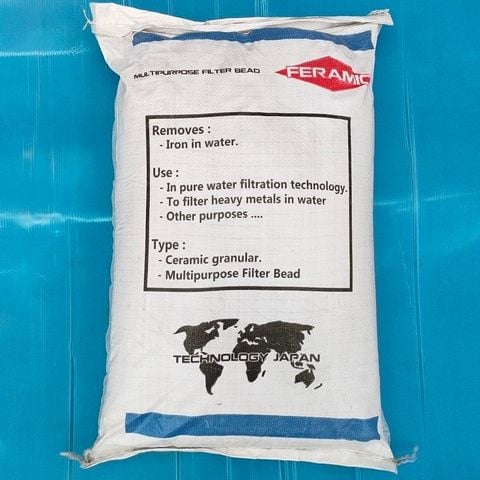 MULTIPURPOSE FILTER BEAD
FERAMIC
Removes :
- Iron in water.
Use :
- In pure water filtration technology.
- To filter heavy metals in water
- Other purposes ....
Type :
- Ceramic granular.
- Multipurpose Filter Bead
TECHNOLOGY JAPAN